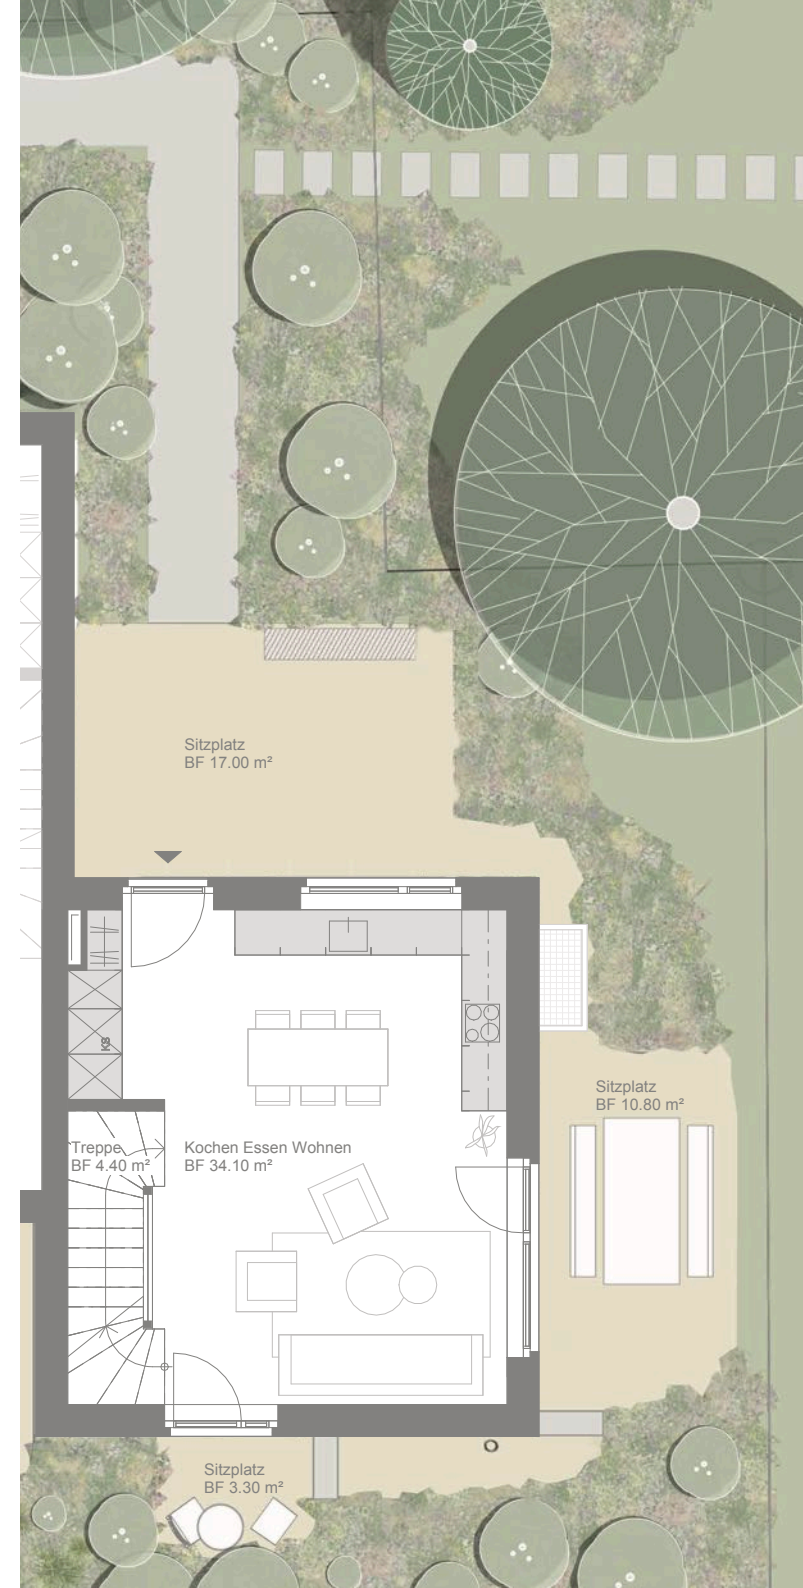 Sitzplatz
BF 17.00 m²
KS
Sitzplatz
BF 10.80 m²
Treppe
BF 4.40 m²
Kochen Essen Wohnen
BF 34.10 m²
Sitzplatz
BF 3.30 m²